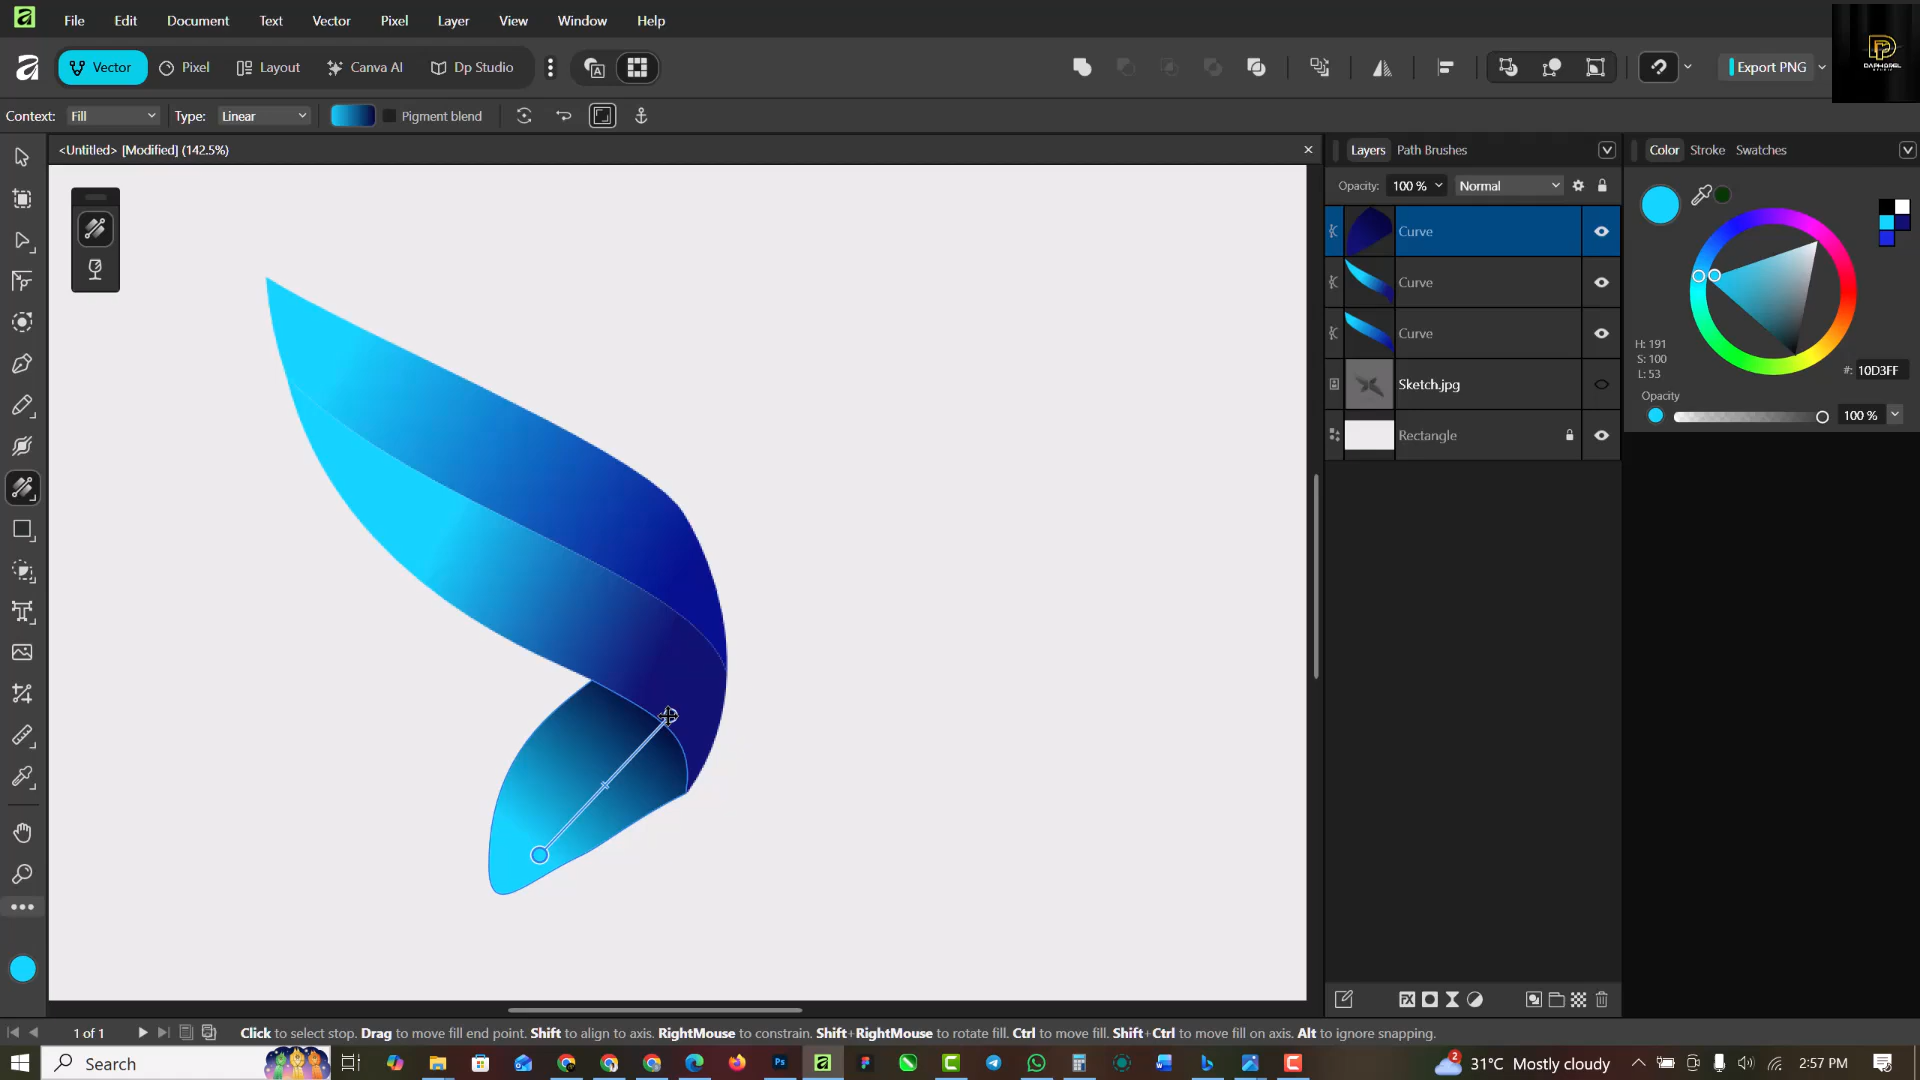 File Edit Document Text Vector Pixel Layer View Window Help
Vector Pixel Layout Canva AI Dp Studio Export PNG
Context: Fill Type: Linear Pigment blend
<Untitled> [Modified] (142.5%)
Layers Path Brushes
Color Stroke Swatches
Opacity: 100 % Normal
Curve
Curve
Curve
Sketch.jpg
Rectangle
H: 191
S: 100
L: 53
#: 10D3FF
Opacity
100 %
1 of 1
Click to select stop. Drag to move fill end point. Shift to align to axis. RightMouse to constrain. Shift+RightMouse to rotate fill. Ctrl to move fill. Shift+Ctrl to move fill on axis. Alt to ignore snapping.
Search
2
31°C Mostly cloudy
2:57 PM